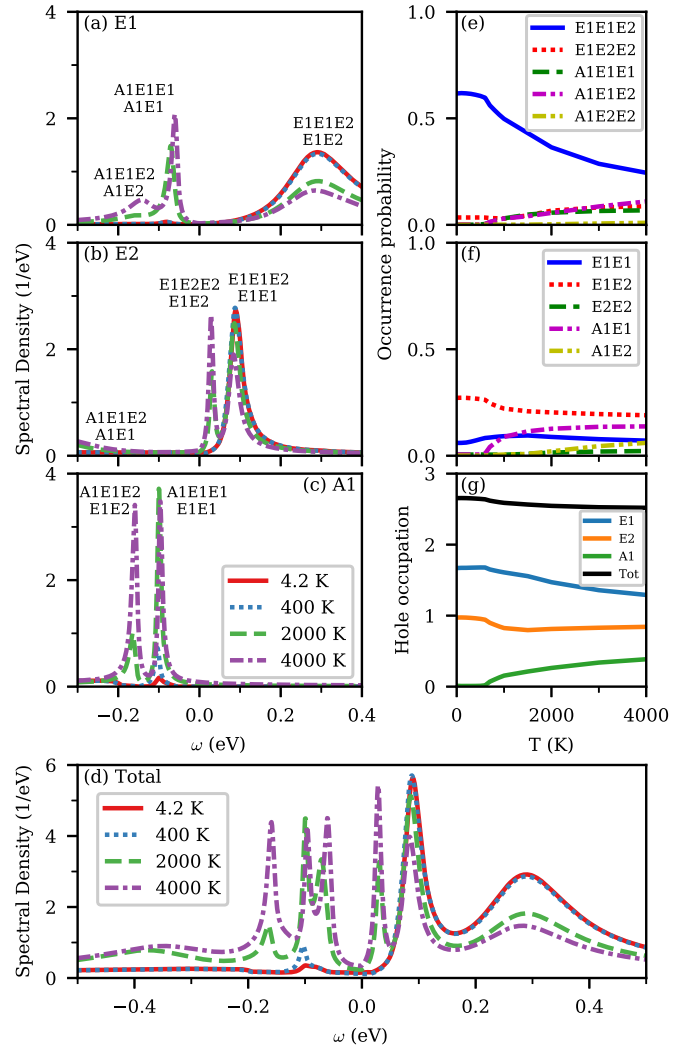 (a) E1
A1E1E1
A1E1
A1E1E2
A1E2
E1E1E2
E1E2
0
2
4
(e)
E1E1E2
E1E2E2
A1E1E1
A1E1E2
A1E2E2
0.0
0.5
1.0
(b) E2
E1E2E2
E1E2
E1E1E2
E1E1
A1E1E2
A1E1
0
2
4
Spectral Density (1/eV)
(f)
E1E1
E1E2
E2E2
A1E1
A1E2
0.0
0.5
1.0
Occurrence probability
(c) A1
A1E1E2
E1E2
A1E1E1
E1E1
4.2 K
400 K
2000 K
4000 K
0
2
4
−0.2
0.0
0.2
0.4
ω (eV)
(g)
E1
E2
A1
Tot
0
1
2
3
Hole occupation
0
2000
4000
T (K)
(d) Total
4.2 K
400 K
2000 K
4000 K
0
2
4
6
Spectral Density (1/eV)
−0.4
−0.2
0.0
0.2
0.4
ω (eV)